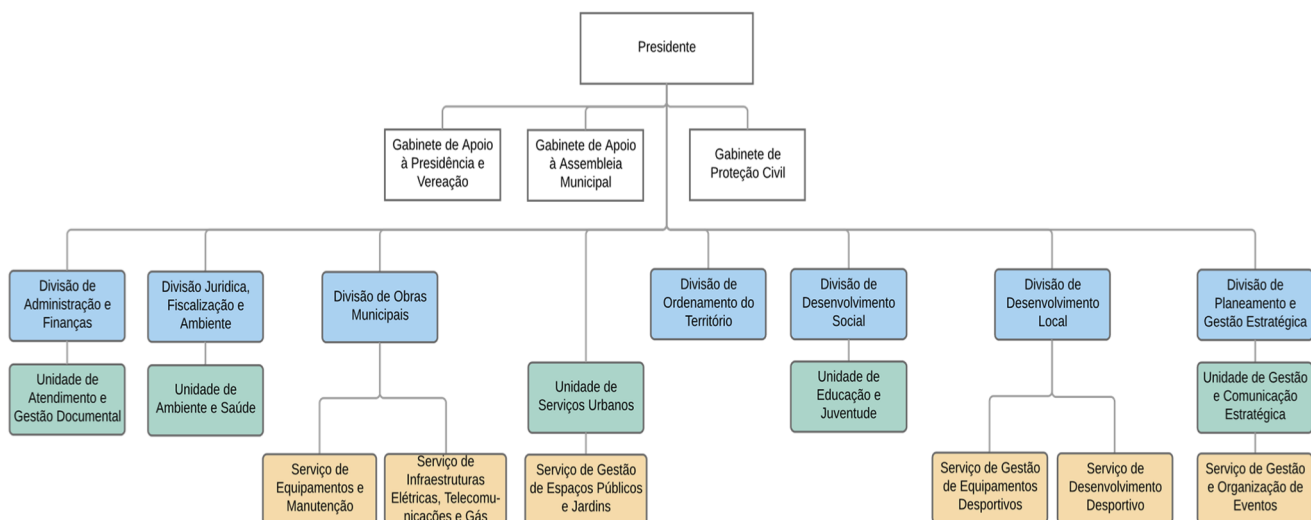 Presidente
Gabinete de Apoio
à Presidência e
Vereação
Gabinete de Apoio
à Assembleia
Municipal
Gabinete de
Proteção Civil
Divisão de
Administração e
Finanças
Divisão Juridica,
Fiscalização e
Ambiente
Divisão de Obras
Municipais
Divisão de
Ordenamento do
Território
Divisão de
Desenvolvimento
Social
Divisão de
Desenvolvimento
Local
Divisão de
Planeamento e
Gestão Estratégica
Unidade de
Atendimento e
Gestão Documental
Unidade de
Ambiente e Saúde
Unidade de
Serviços Urbanos
Unidade de
Educação e
Juventude
Unidade de Gestão
e Comunicação
Estratégica
Serviço de
Equipamentos e
Manutenção
Serviço de
Infraestruturas
Elétricas, Telecomu-
nicações e Gás
Serviço de Gestão
de Espaços Públicos
e Jardins
Serviço de Gestão
de Equipamentos
Desportivos
Serviço de
Desenvolvimento
Desportivo
Serviço de Gestão
e Organização de
Eventos